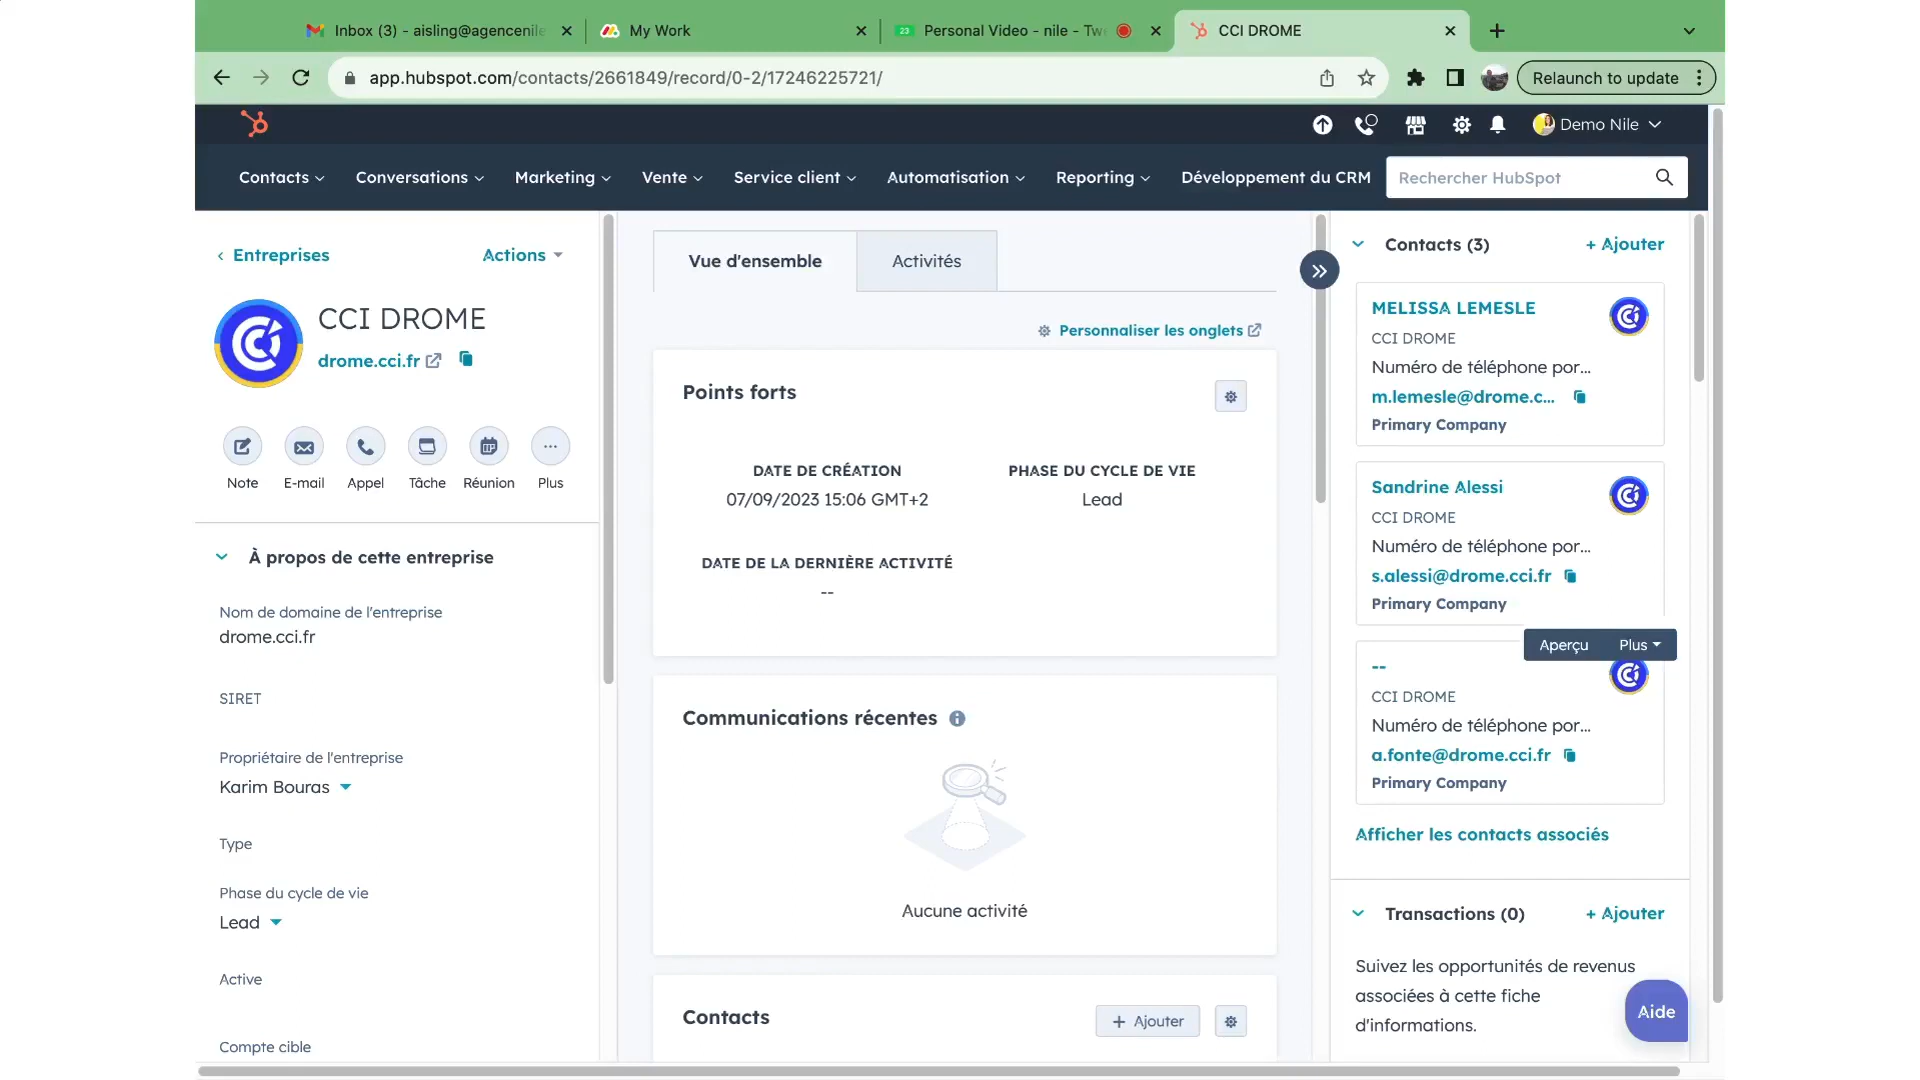 Inbox (3) - aisling@agencenile
My Work
23
Personal Video - nile - Tw
CCI DROME
app.hubspot.com/contacts/2661849/record/0-2/17246225721/
Relaunch to update
Demo Nile
Contacts
Conversations
Marketing
Vente
Service client
Automatisation
Reporting
Développement du CRM
Rechercher HubSpot
Entreprises
Actions
CCI DROME
drome.cci.fr
Note
E-mail
Appel
Tâche
Réunion
Plus
À propos de cette entreprise
Nom de domaine de l'entreprise
drome.cci.fr
SIRET
Propriétaire de l'entreprise
Karim Bouras
Type
Phase du cycle de vie
Lead
Active
Compte cible
Vue d'ensemble
Activités
Personnaliser les onglets
Points forts
DATE DE CRÉATION
07/09/2023 15:06 GMT+2
PHASE DU CYCLE DE VIE
Lead
DATE DE LA DERNIÈRE ACTIVITÉ
--
Communications récentes
Aucune activité
Contacts
+ Ajouter
Contacts (3)
+ Ajouter
MELISSA LEMESLE
CCI DROME
Numéro de téléphone por...
m.lemesle@drome.c...
Primary Company
Sandrine Alessi
CCI DROME
Numéro de téléphone por...
s.alessi@drome.cci.fr
Primary Company
Aperçu
Plus
--
CCI DROME
Numéro de téléphone por...
a.fonte@drome.cci.fr
Primary Company
Afficher les contacts associés
Transactions (0)
+ Ajouter
Suivez les opportunités de revenus
associées à cette fiche
d'informations.
Aide